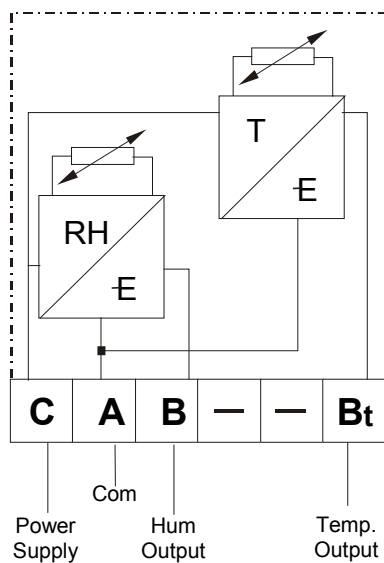 T
E
RH
E
C A B — — Bt
Com
Power Supply
Hum Output
Temp. Output